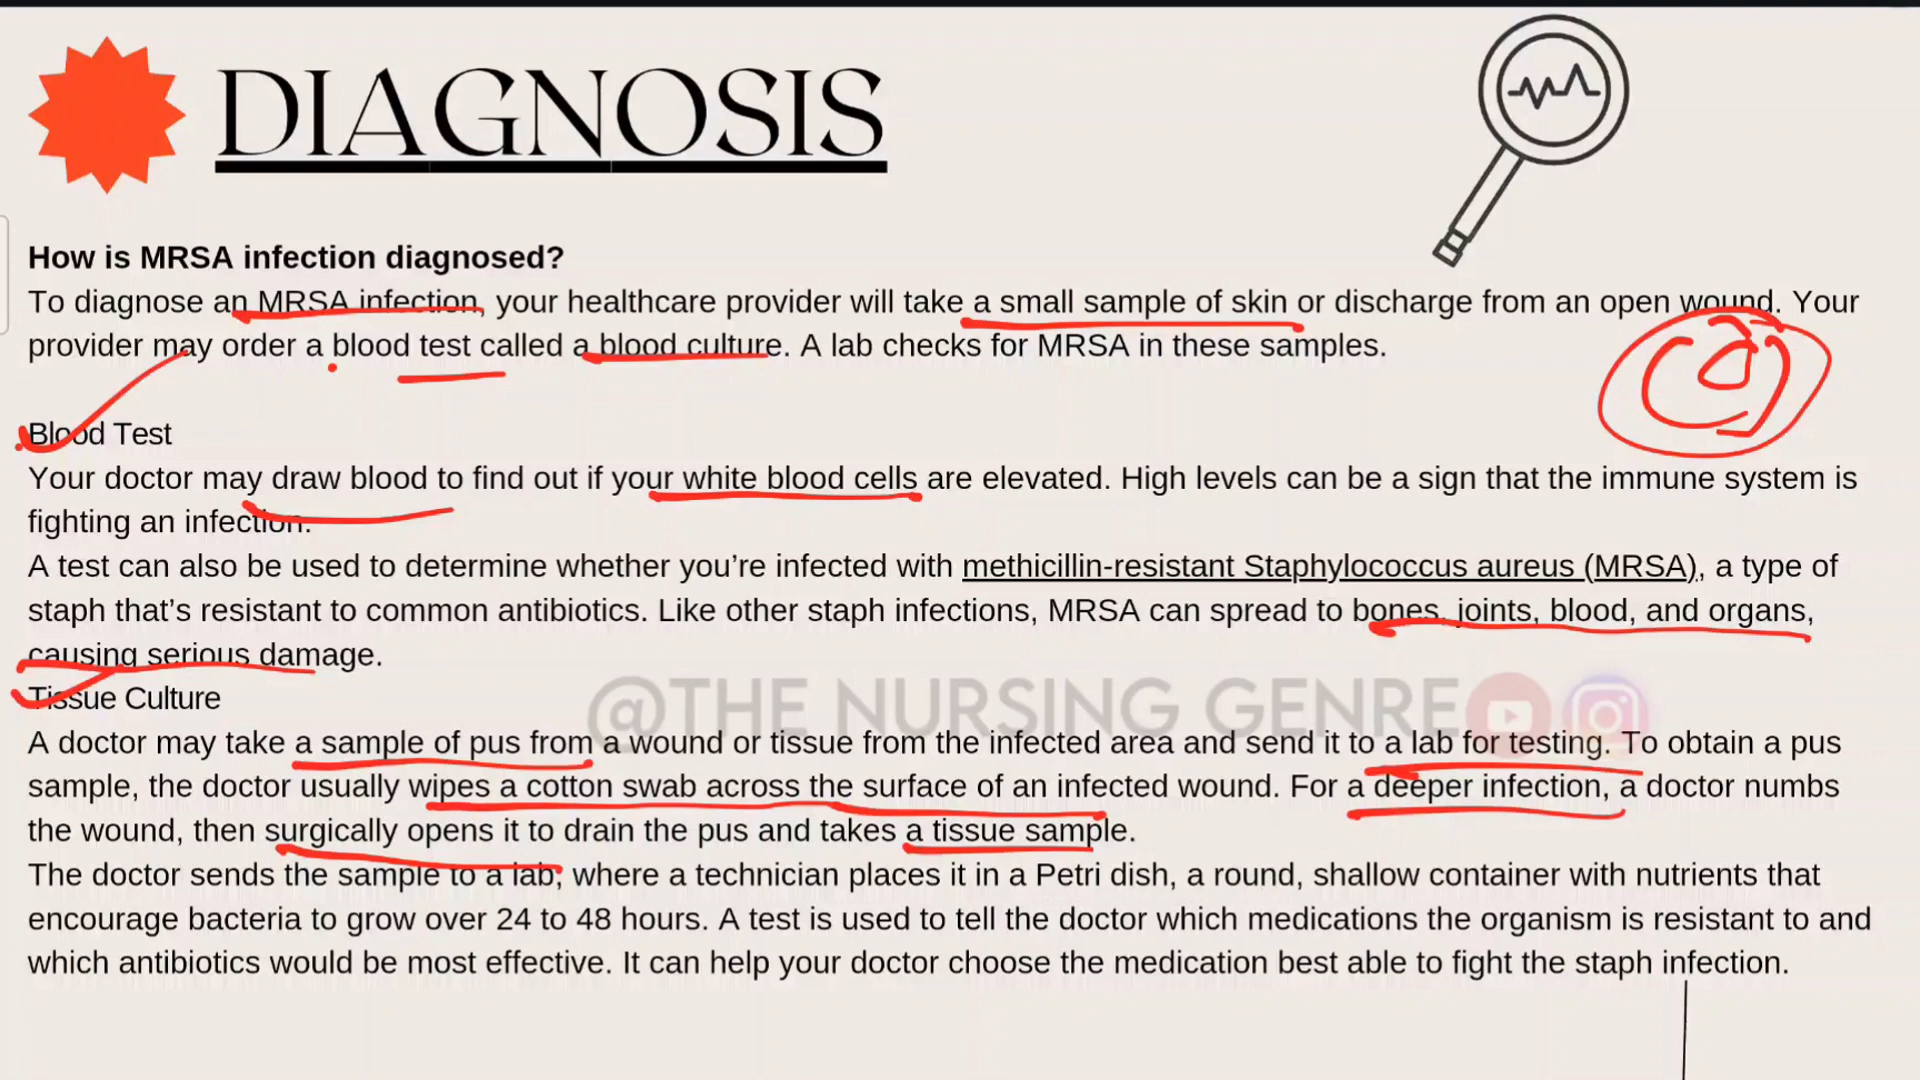 DIAGNOSIS
How is MRSA infection diagnosed?
To diagnose an MRSA infection, your healthcare provider will take a small sample of skin or discharge from an open wound. Your
provider may order a blood test called a blood culture. A lab checks for MRSA in these samples.
Blood Test
Your doctor may draw blood to find out if your white blood cells are elevated. High levels can be a sign that the immune system is
fighting an infection.
A test can also be used to determine whether you’re infected with methicillin-resistant Staphylococcus aureus (MRSA), a type of
staph that’s resistant to common antibiotics. Like other staph infections, MRSA can spread to bones, joints, blood, and organs,
causing serious damage.
Tissue Culture
@THE NURSING GENRE
A doctor may take a sample of pus from a wound or tissue from the infected area and send it to a lab for testing. To obtain a pus
sample, the doctor usually wipes a cotton swab across the surface of an infected wound. For a deeper infection, a doctor numbs
the wound, then surgically opens it to drain the pus and takes a tissue sample.
The doctor sends the sample to a lab, where a technician places it in a Petri dish, a round, shallow container with nutrients that
encourage bacteria to grow over 24 to 48 hours. A test is used to tell the doctor which medications the organism is resistant to and
which antibiotics would be most effective. It can help your doctor choose the medication best able to fight the staph infection.